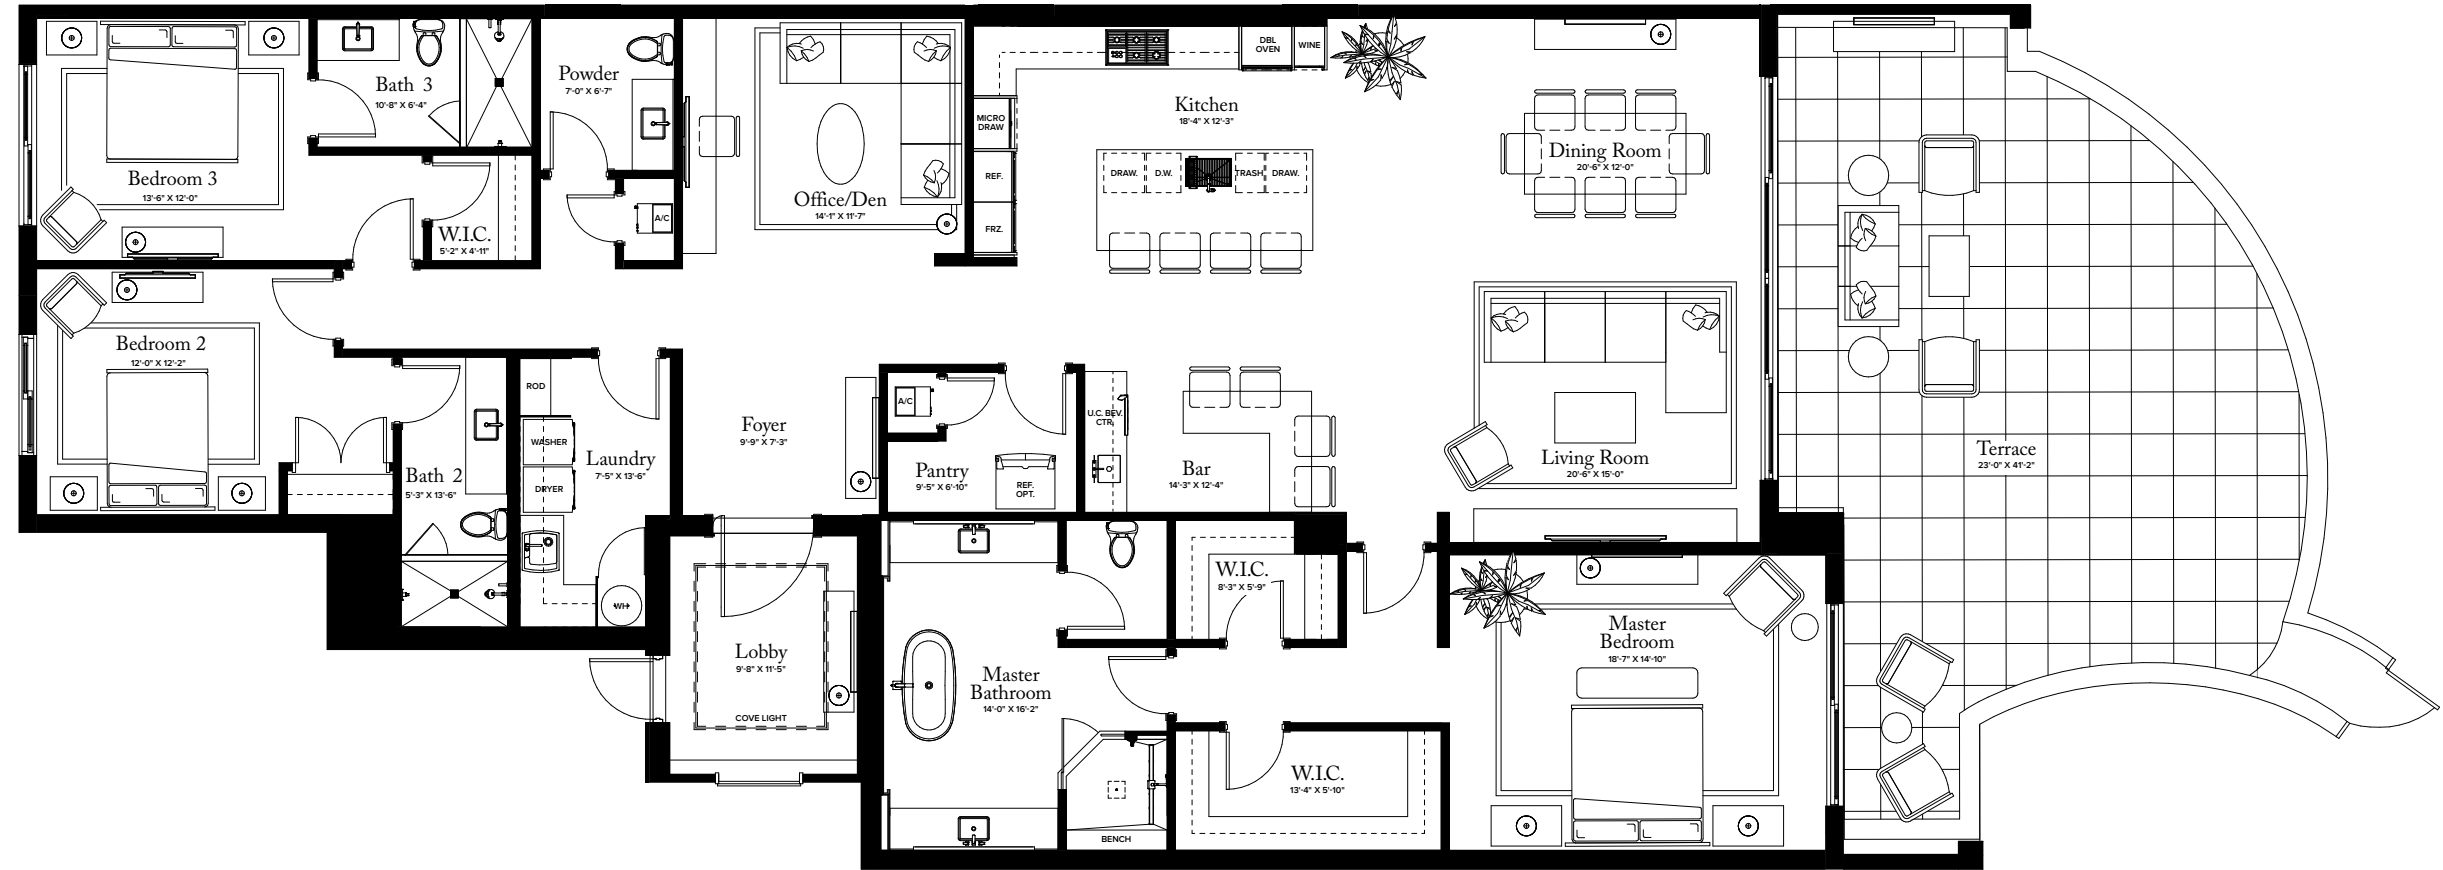 Bath 3
10'-8" X 6'-4"
Powder
7'-0" X 6'-7"
DBL
OVEN
WINE
Kitchen
18'-4" X 12'-3"
MICRO
DRAW
REF.
FRZ.
DRAW.
D.W.
TRASH
DRAW.
Dining Room
20'-6" X 12'-0"
Bedroom 3
13'-6" X 12'-0"
Office/Den
14'-1" X 11'-7"
A/C
W.I.C.
5'-2" X 4'-11"
Bedroom 2
12'-0" X 12'-2"
ROD
WASHER
DRYER
Laundry
7'-5" X 13'-6"
Bath 2
5'-3" X 13'-6"
Foyer
9'-9" X 7'-3"
A/C
Pantry
9'-5" X 6'-10"
REF.
OPT.
U.C. BEV.
CTR.
Bar
14'-3" X 12'-4"
Living Room
20'-6" X 15'-0"
Terrace
23'-0" X 41'-2"
WH
Lobby
9'-8" X 11'-5"
COVE LIGHT
W.I.C.
8'-3" X 5'-9"
Master
Bathroom
14'-0" X 16'-2"
Master
Bedroom
18'-7" X 14'-10"
W.I.C.
13'-4" X 5'-10"
BENCH